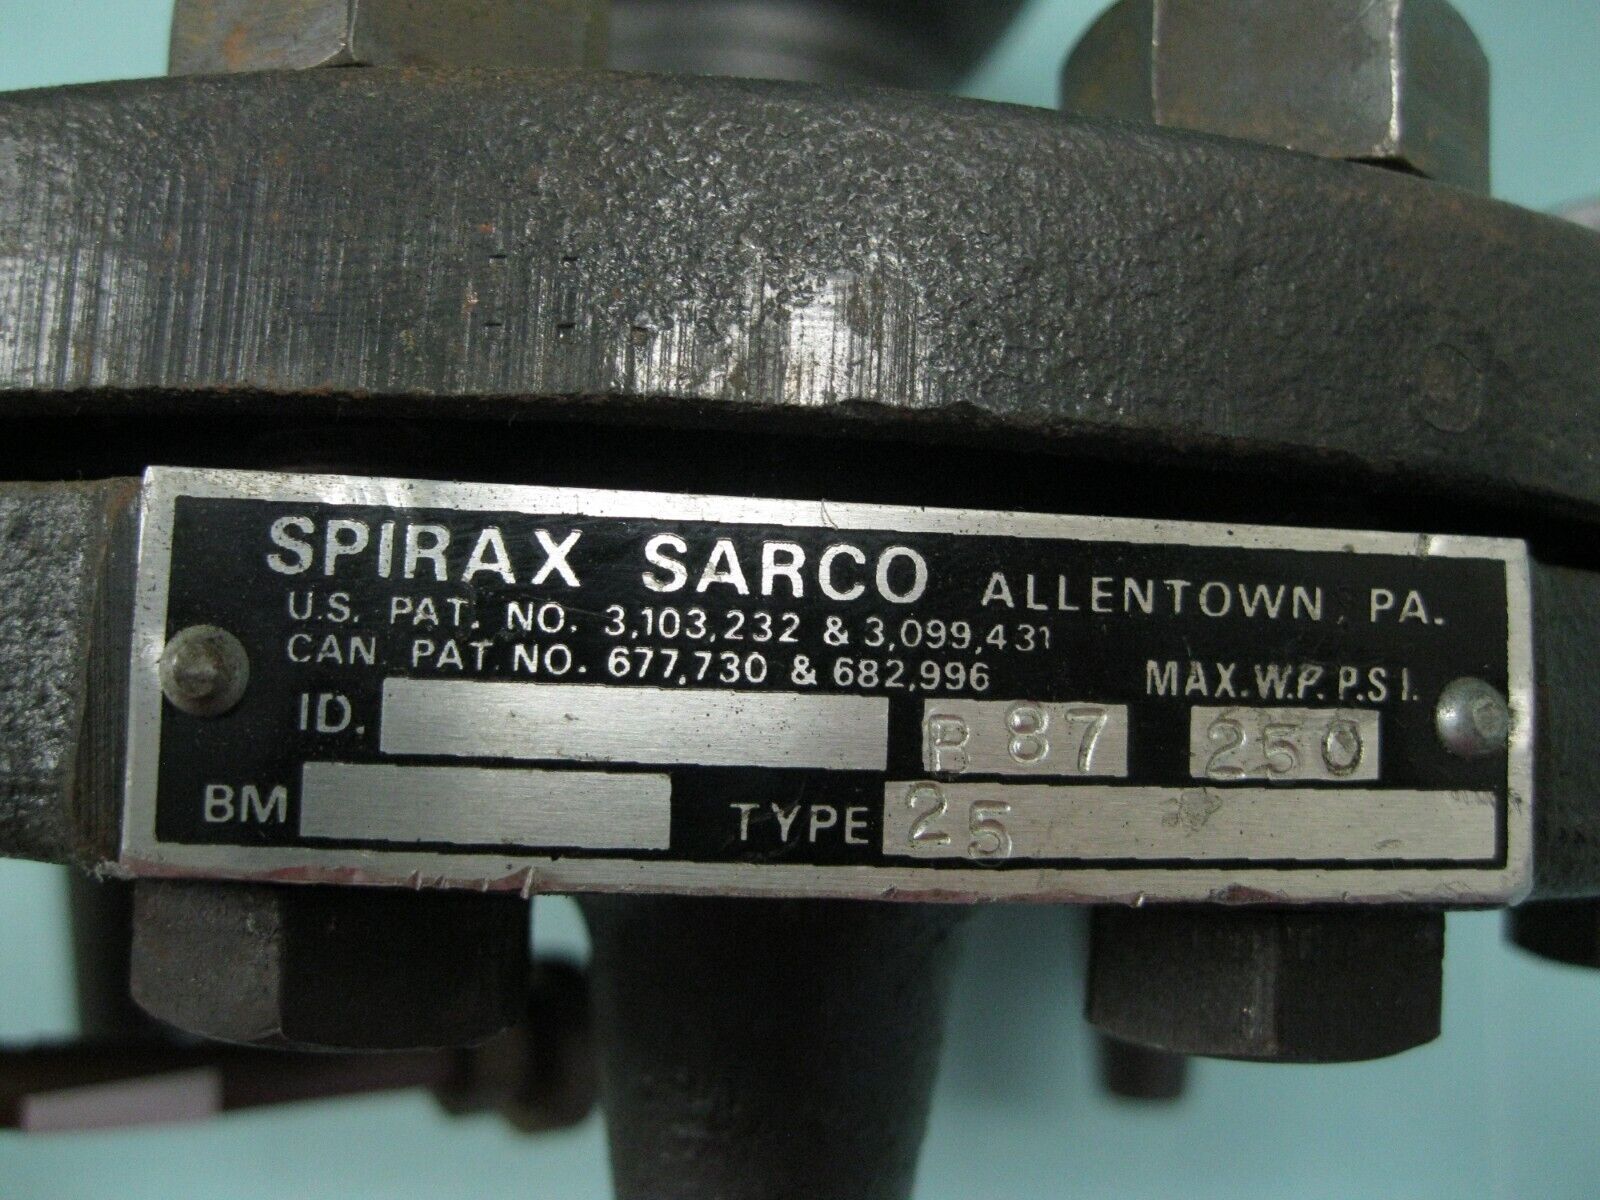 SPIRAX SARCO ALLENTOWN, PA.
U.S. PAT. NO. 3,103,232 & 3,099,431
CAN. PAT. NO. 677,730 & 682,996 MAX. W.P. P.S.I.
ID. B 87 250
BM TYPE 25